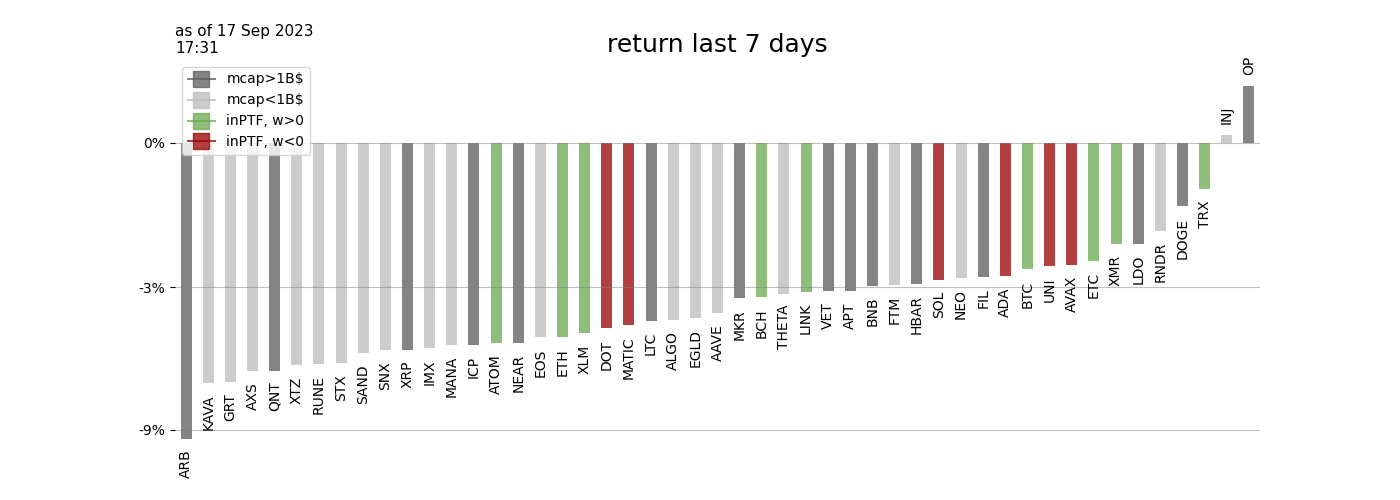 as of 17 Sep 2023
17:31
return last 7 days
mcap>1B$
mcap<1B$
inPTF, w>0
inPTF, w<0
0%
-3%
-9%
ARB
KAVA
GRT
AXS
QNT
XTZ
RUNE
STX
SAND
SNX
XRP
IMX
MANA
ICP
ATOM
NEAR
EOS
ETH
XLM
DOT
MATIC
LTC
ALGO
EGLD
AAVE
MKR
BCH
THETA
LINK
VET
APT
BNB
FTM
HBAR
SOL
NEO
FIL
ADA
BTC
UNI
AVAX
ETC
XMR
LDO
RNDR
DOGE
TRX
INJ
OP